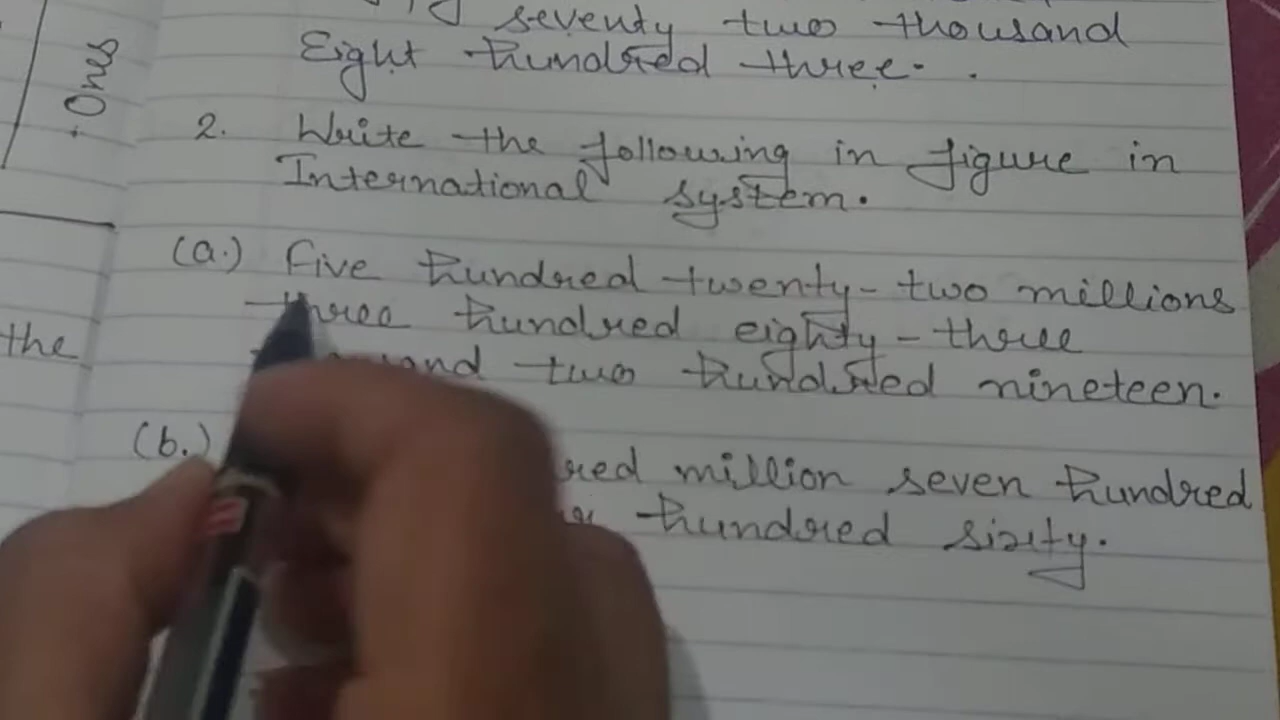 seventy two thousand
Eight hundred three.
Ones
2. Write the following in figure in
International system.
(a.) Five hundred twenty-two millions
three hundred eighty-three
the
two hundred nineteen.
(b.) million seven hundred
hundred sixty.